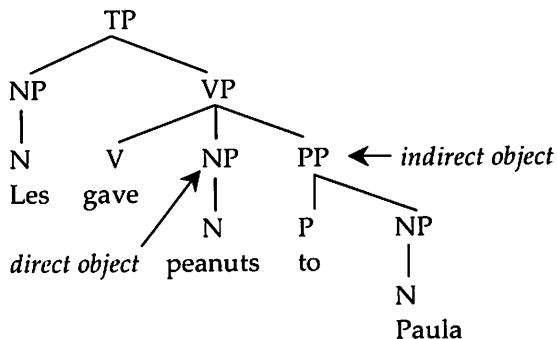 TP
NP VP
N V NP PP indirect object
Les gave
N P NP
direct object peanuts to
N
Paula